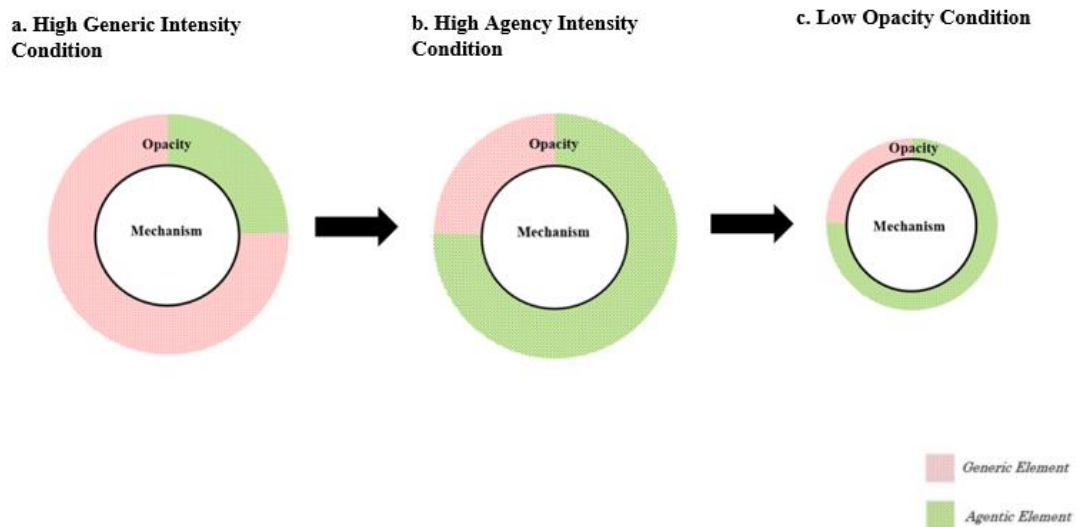 a. High Generic Intensity
Condition
b. High Agency Intensity
Condition
c. Low Opacity Condition
Opacity
Mechanism
Opacity
Mechanism
Opacity
Mechanism
Generic Element
Agentic Element